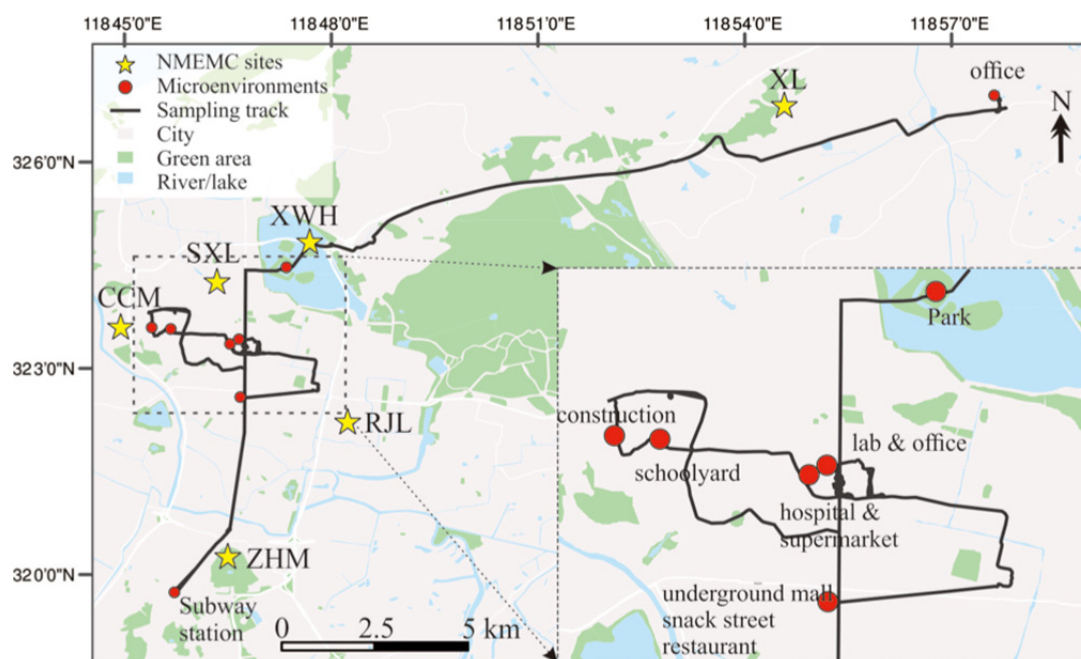 118 45'0"E
118 48'0"E
118 51'0"E
118 54'0"E
118 57'0"E
NMEMC sites
Microenvironments
Sampling track
City
Green area
River/lake
XL
office
N
32 6'0"N
XWH
SXL
CCM
32 3'0"N
RJL
Park
construction
schoolyard
lab & office
hospital &
supermarket
underground mall
snack street
restaurant
32 0'0"N
ZHM
Subway
station
0 2.5 5 km